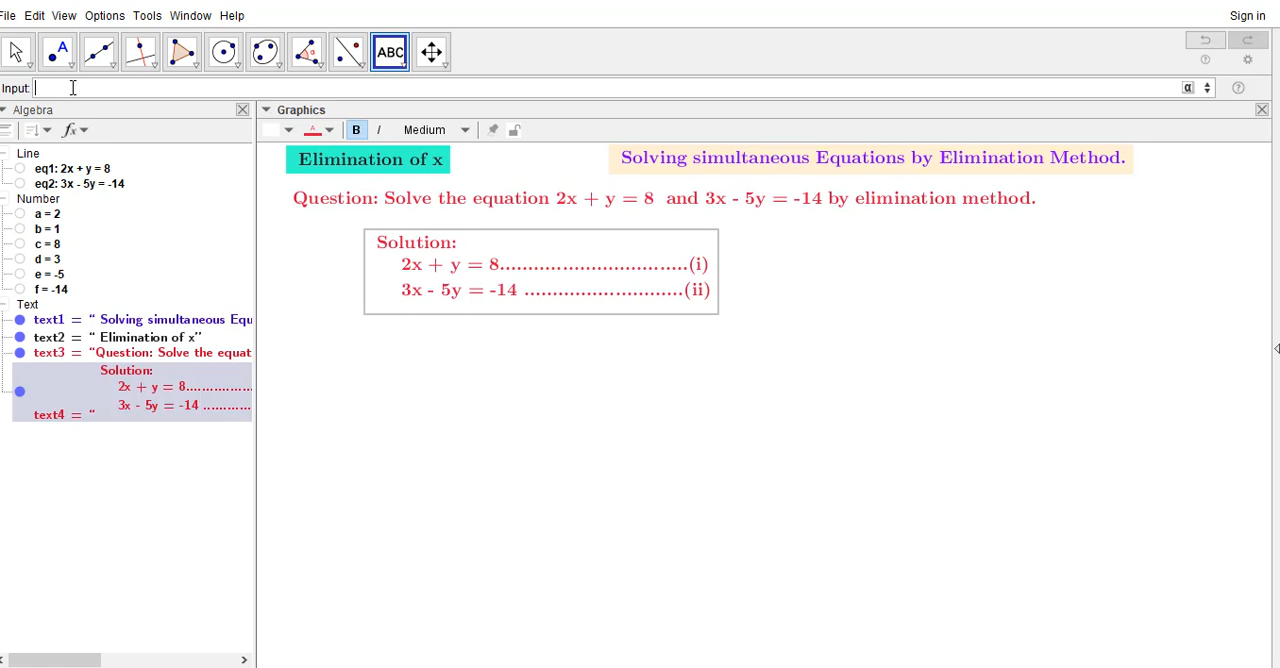 File Edit View Options Tools Window Help
Sign in
ABC
Input:
α
Algebra
Graphics
fx
A B I Medium
Line
eq1: 2x + y = 8
eq2: 3x - 5y = -14
Number
a = 2
b = 1
c = 8
d = 3
e = -5
f = -14
Text
text1 = “ Solving simultaneous Equ
text2 = “ Elimination of x”
text3 = “Question: Solve the equat
Solution:
2x + y = 8...............
3x - 5y = -14 ...........
text4 = “
Elimination of x
Solving simultaneous Equations by Elimination Method.
Question: Solve the equation 2x + y = 8 and 3x - 5y = -14 by elimination method.
Solution:
2x + y = 8.................................(i)
3x - 5y = -14 ............................(ii)